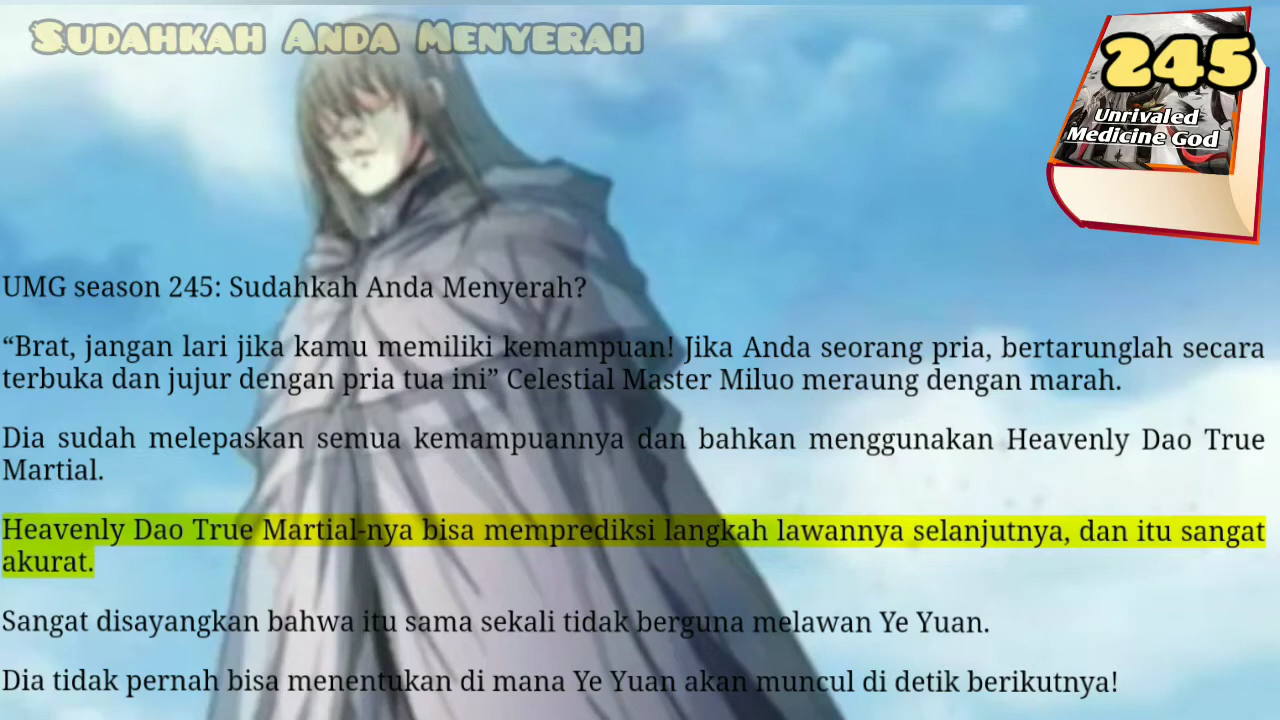 Sudahkah Anda Menyerah
245
Unrivaled
Medicine God
UMG season 245: Sudahkah Anda Menyerah?
“Brat, jangan lari jika kamu memiliki kemampuan! Jika Anda seorang pria, bertarunglah secara
terbuka dan jujur dengan pria tua ini” Celestial Master Miluo meraung dengan marah.
Dia sudah melepaskan semua kemampuannya dan bahkan menggunakan Heavenly Dao True
Martial.
Heavenly Dao True Martial-nya bisa memprediksi langkah lawannya selanjutnya, dan itu sangat
akurat.
Sangat disayangkan bahwa itu sama sekali tidak berguna melawan Ye Yuan.
Dia tidak pernah bisa menentukan di mana Ye Yuan akan muncul di detik berikutnya!